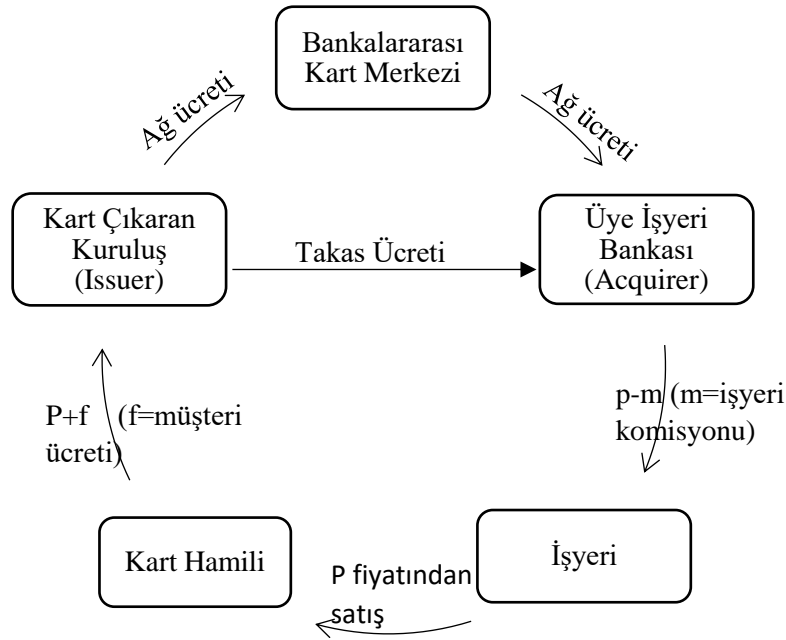 Bankalararası
Kart Merkezi
Ağ ücreti
Ağ ücreti
Kart Çıkaran
Kuruluş
(Issuer)
Takas Ücreti
Üye İşyeri
Bankası
(Acquirer)
P+f (f=müşteri
ücreti)
p-m (m=işyeri
komisyonu)
Kart Hamili
P fiyatından
satış
İşyeri